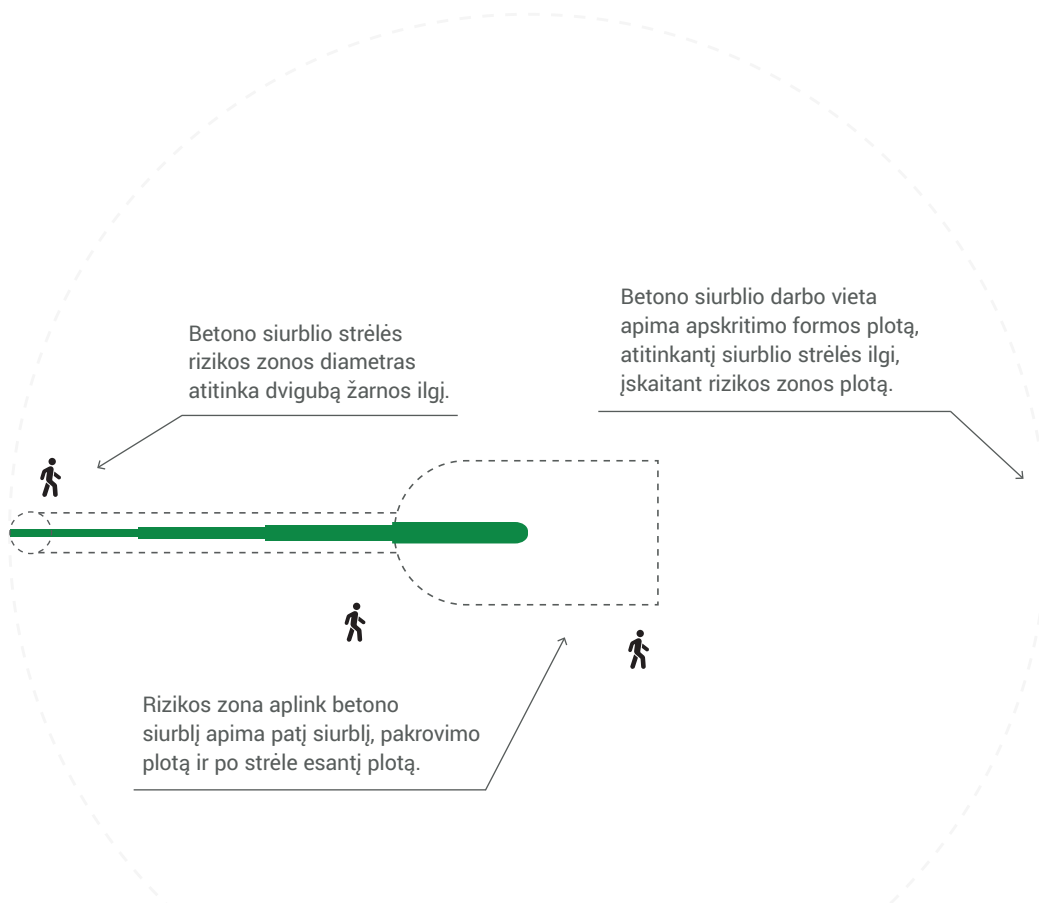 Betono siurblio strėlės
rizikos zonos diametras
atitinka dvigubą žarnos ilgį.
Betono siurblio darbo vieta
apima apskritimo formos plotą,
atitinkantį siurblio strėlės ilgi,
įskaitant rizikos zonos plotą.
Rizikos zona aplink betono
siurblį apima patį siurblį, pakrovimo
plotą ir po strėle esantį plotą.